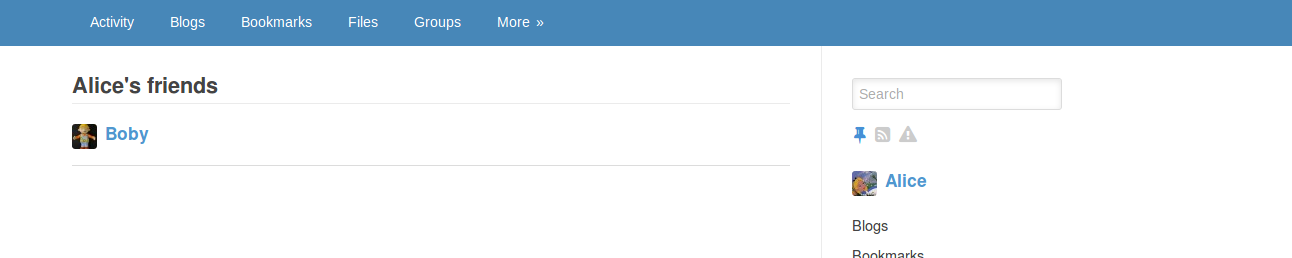 Activity Blogs Bookmarks Files Groups More »
Alice's friends
Boby
Search
Alice
Blogs
Bookmarks